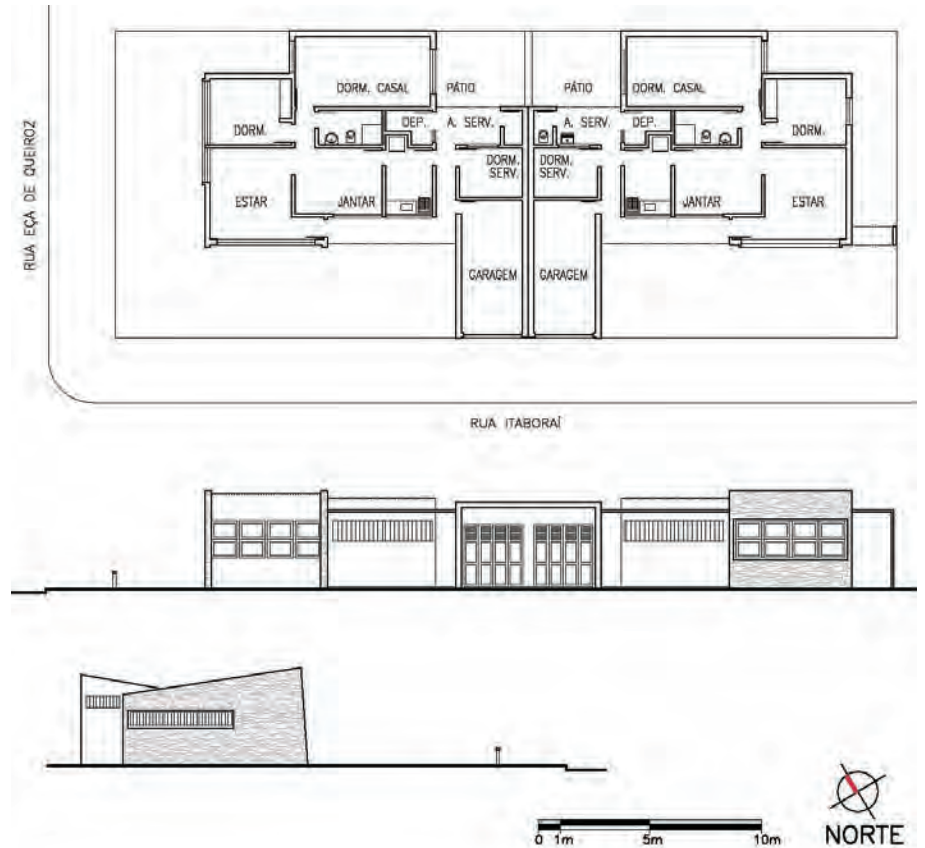 DORM. CASAL PÁTIO PÁTIO DORM. CASAL
DEP. A. SERV. A. SERV. DEP.
DORM. DORM.
DORM. SERV. DORM. SERV.
ESTAR JANTAR JANTAR ESTAR
GARAGEM GARAGEM
RUA EÇA DE QUEIROZ
RUA ITABORAÍ
0 1m 5m 10m
NORTE